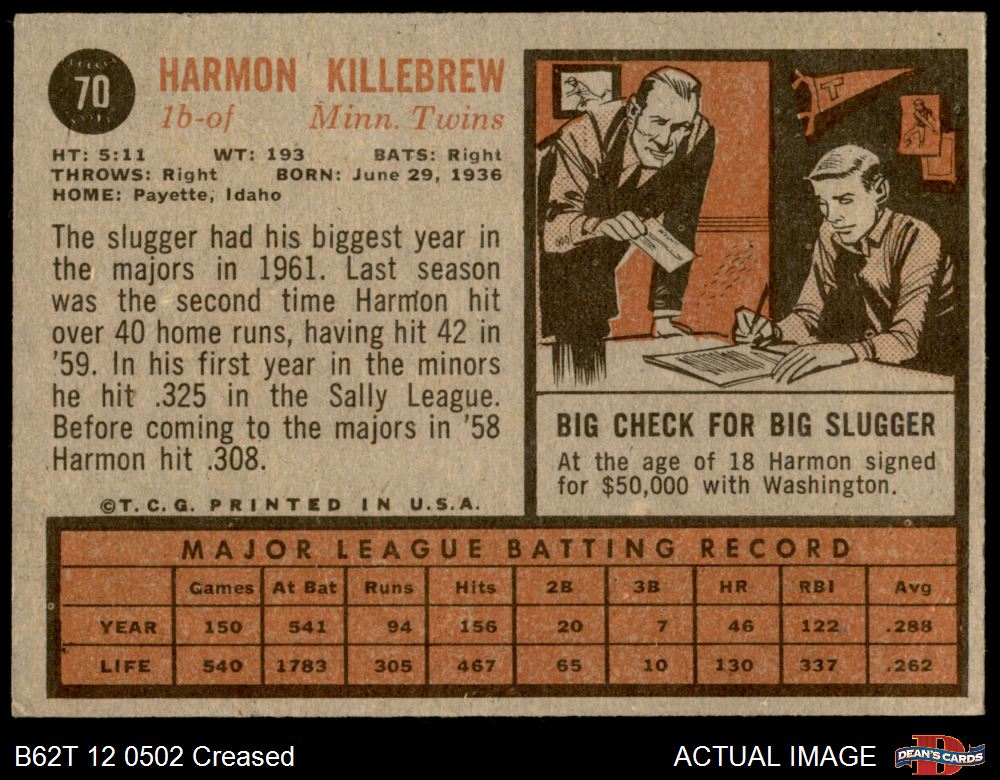 70
HARMON KILLEBREW
1b-of Minn. Twins
HT: 5:11 WT: 193 BATS: Right
THROWS: Right BORN: June 29, 1936
HOME: Payette, Idaho
The slugger had his biggest year in
the majors in 1961. Last season
was the second time Harmon hit
over 40 home runs, having hit 42 in
'59. In his first year in the minors
he hit .325 in the Sally League.
Before coming to the majors in '58
Harmon hit .308.
©T.C.G. PRINTED IN U.S.A.
T
BIG CHECK FOR BIG SLUGGER
At the age of 18 Harmon signed
for $50,000 with Washington.
MAJOR LEAGUE BATTING RECORD
Games At Bat Runs Hits 2B 3B HR RBI Avg
YEAR 150 541 94 156 20 7 46 122 .288
LIFE 540 1783 305 467 65 10 130 337 .262
B62T 12 0502 Creased
ACTUAL IMAGE
DEAN'S CARDS